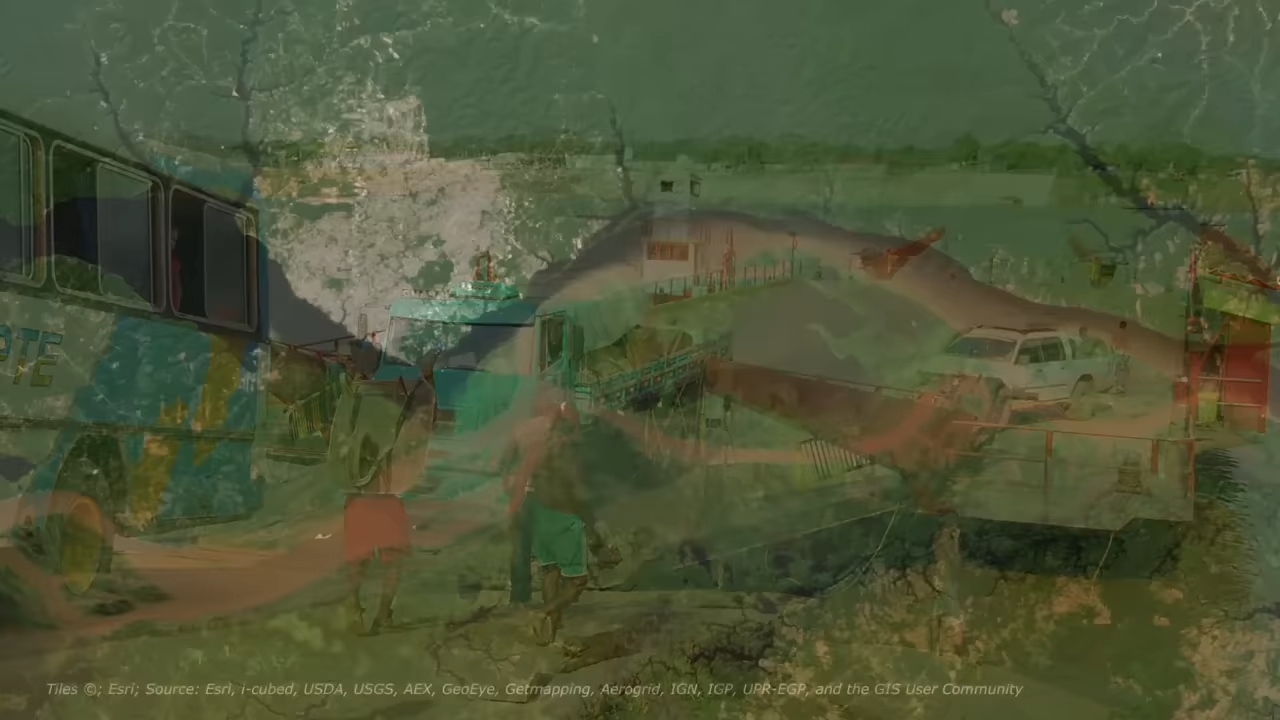 PTE
Tiles ©; Esri; Source: Esri, i-cubed, USDA, USGS, AEX, GeoEye, Getmapping, Aerogrid, IGN, IGP, UPR-EGP, and the GIS User Community